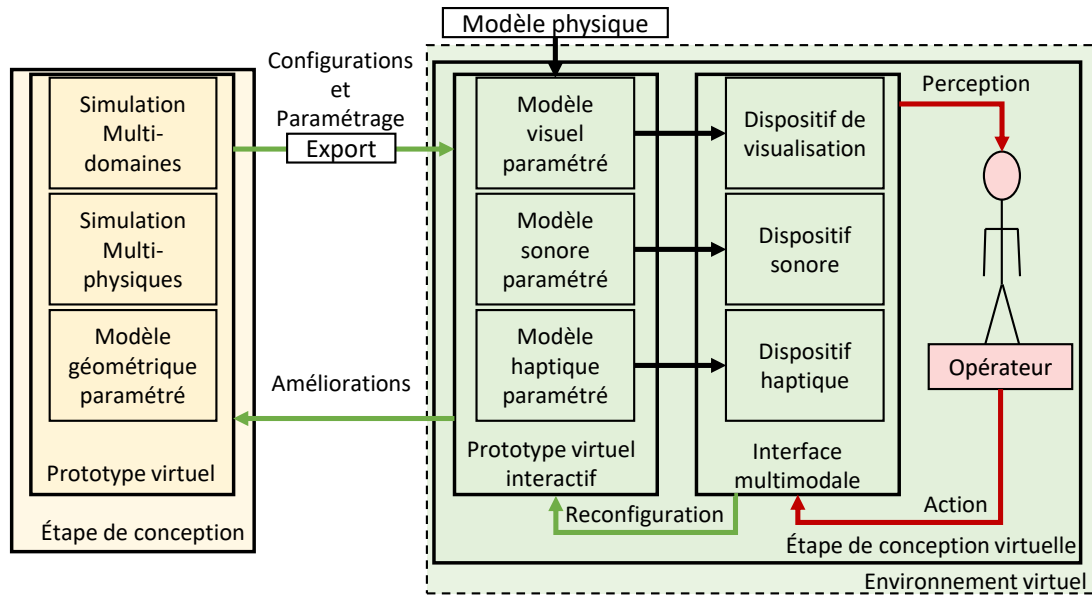 Modèle physique
Configurations
et
Paramétrage
Export
Simulation
Multi-
domaines
Simulation
Multi-
physiques
Modèle
géométrique
paramétré
Prototype virtuel
Étape de conception
Améliorations
Modèle
visuel
paramétré
Modèle
sonore
paramétré
Modèle
haptique
paramétré
Prototype virtuel
interactif
Dispositif de
visualisation
Dispositif
sonore
Dispositif
haptique
Interface
multimodale
Perception
Opérateur
Action
Reconfiguration
Étape de conception virtuelle
Environnement virtuel